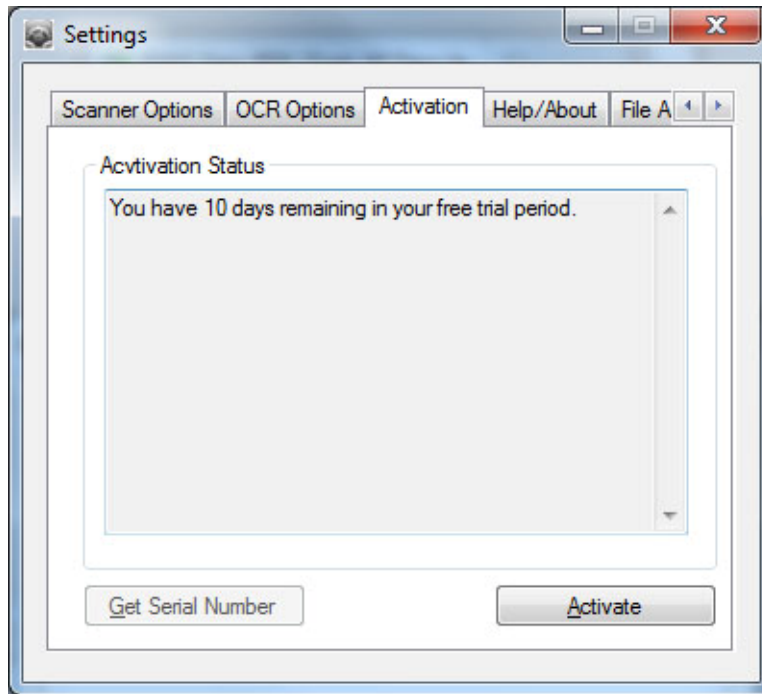 Settings
Scanner Options OCR Options Activation Help/About File A
Acvtivation Status
You have 10 days remaining in your free trial period.
Get Serial Number Activate